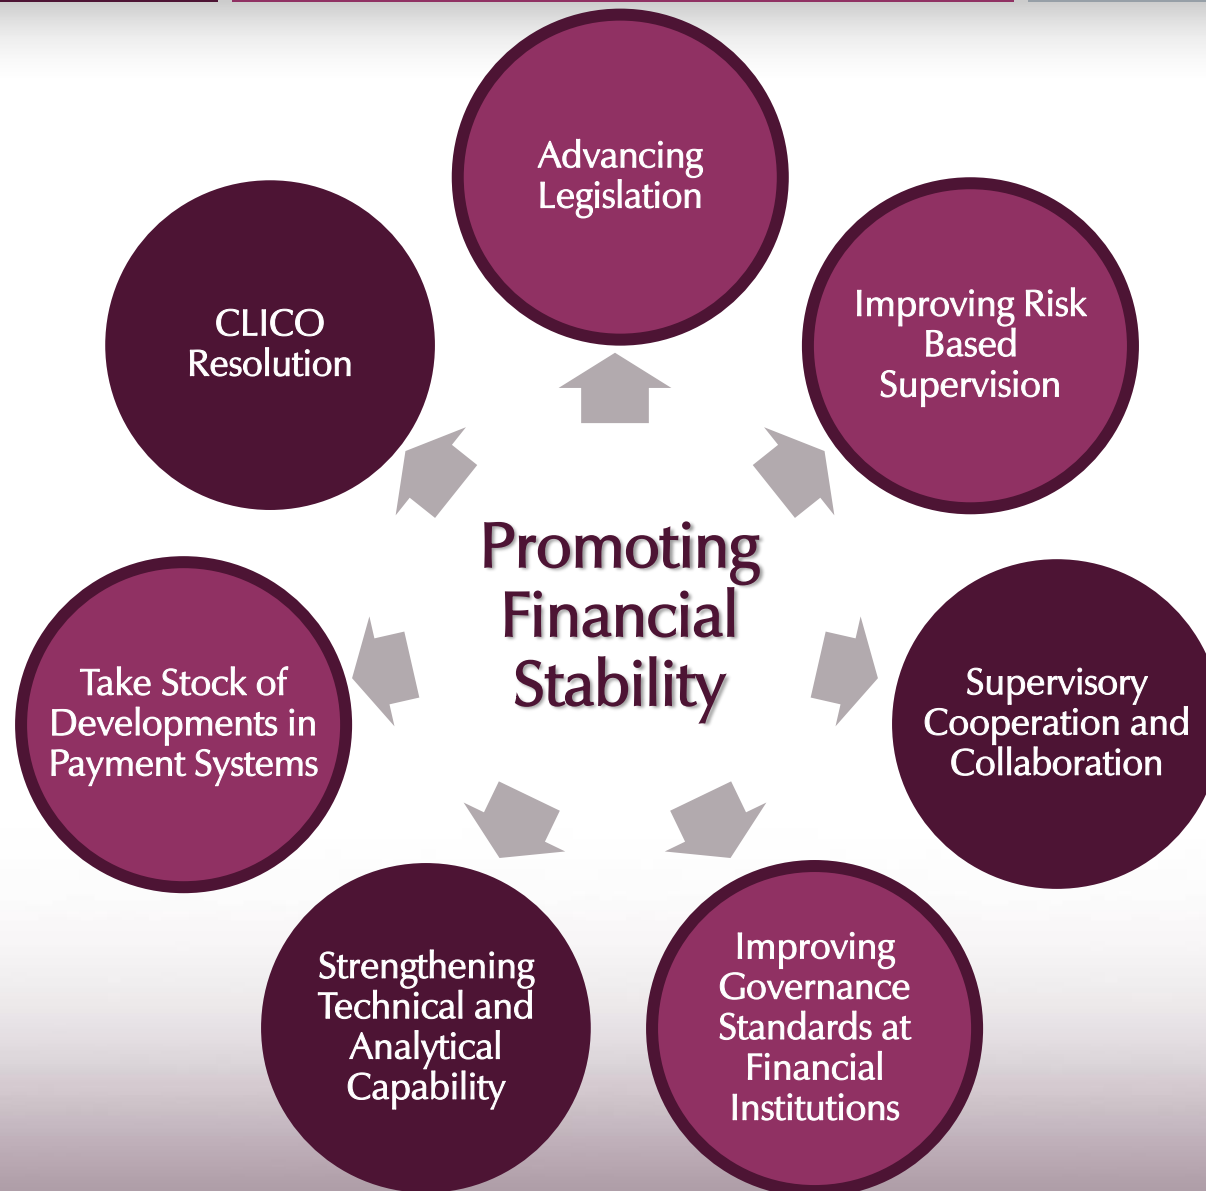 Advancing
Legislation
Improving Risk
Based
Supervision
Supervisory
Cooperation and
Collaboration
Improving
Governance
Standards at
Financial
Institutions
Strengthening
Technical and
Analytical
Capability
Take Stock of
Developments in
Payment Systems
CLICO
Resolution
Promoting
Financial
Stability